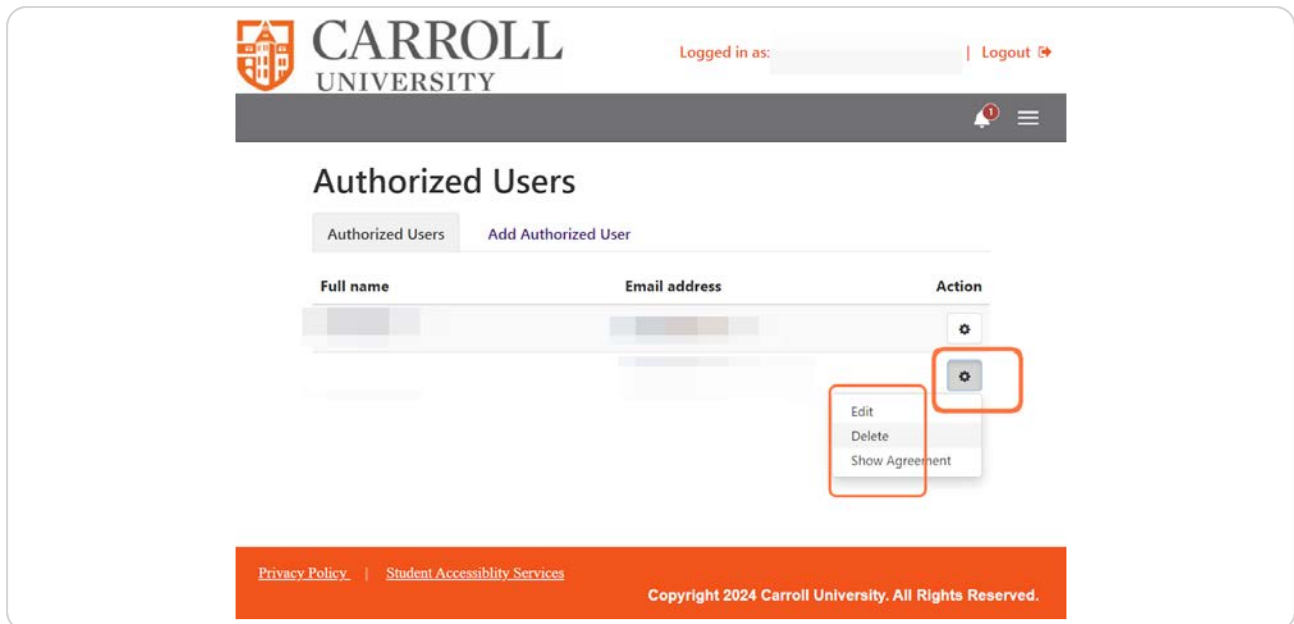 CARROLL
UNIVERSITY
Logged in as: | Logout
1
Authorized Users
Authorized Users Add Authorized User
Full name Email address Action
Edit
Delete
Show Agreement
Privacy Policy | Student Accessiblity Services
Copyright 2024 Carroll University. All Rights Reserved.